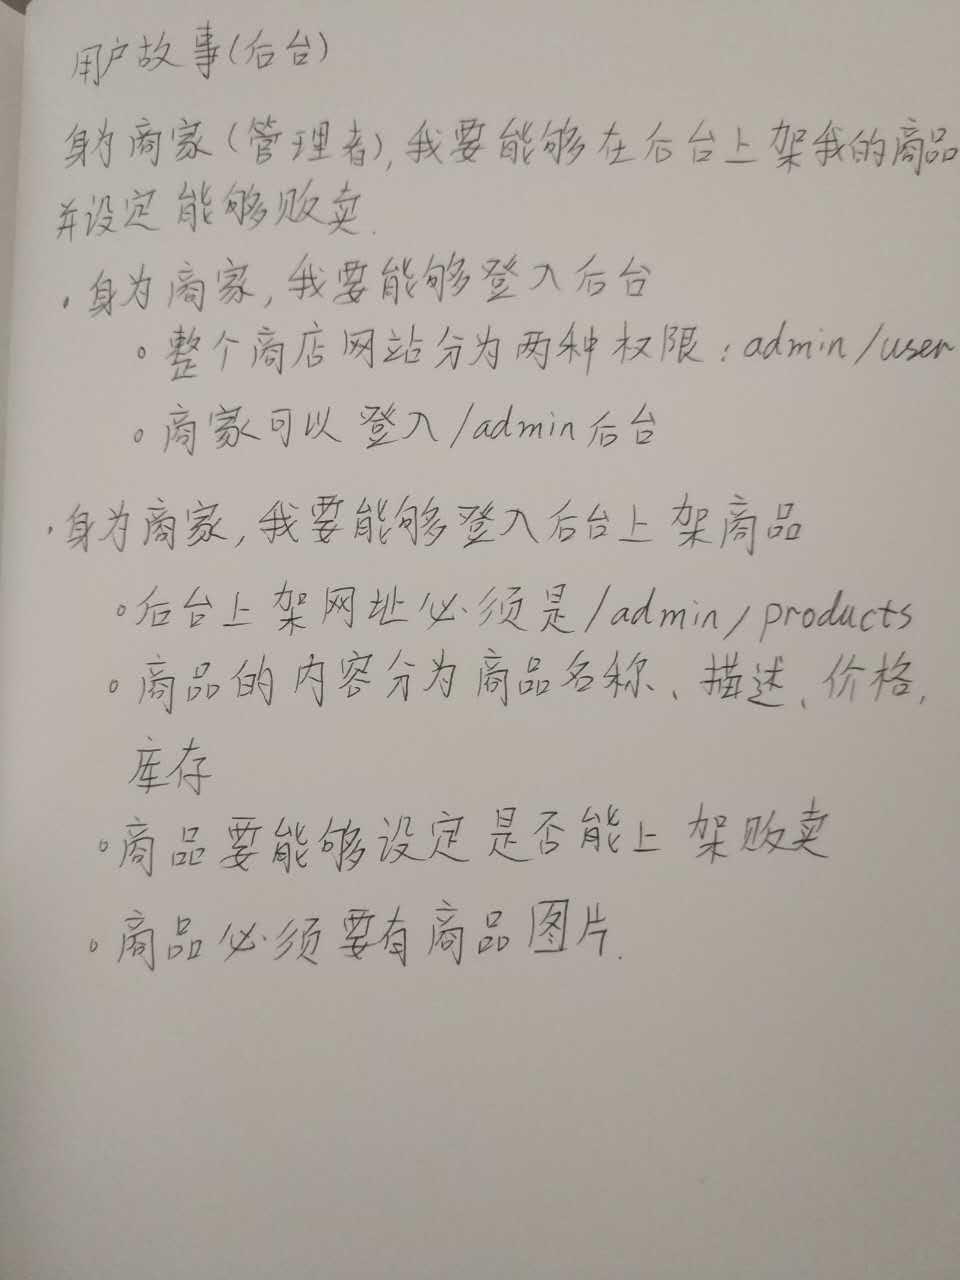 用户故事(后台)
身为商家(管理者),我要能够在后台上架我的商品
并设定能够贩卖.
·身为商家,我要能够登入后台
。整个商店网站分为两种权限:admin/user
。商家可以登入/admin后台
·身为商家,我要能够登入后台上架商品
。后台上架网址必须是/admin/products
。商品的内容分为商品名称、描述、价格,
库存
。商品要能够设定是否能上架贩卖
。商品必须要有商品图片.